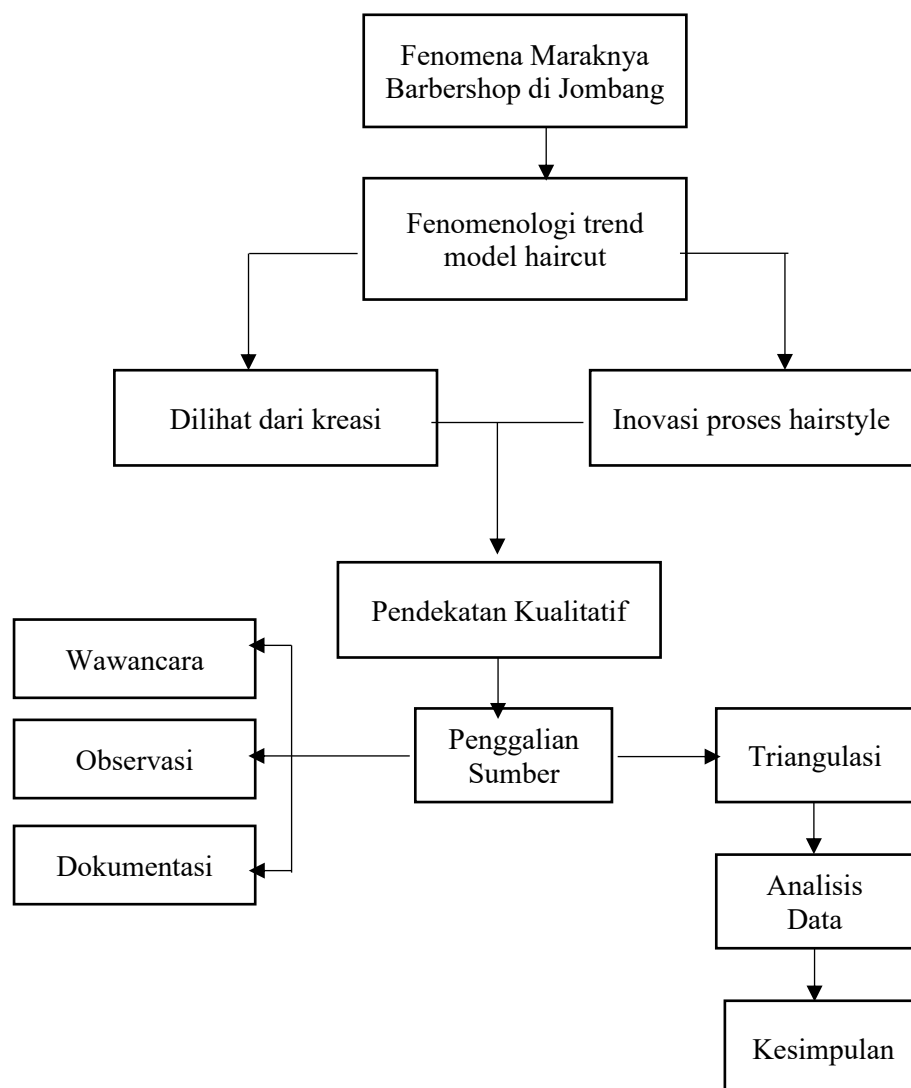 Fenomena Maraknya
Barbershop di Jombang
Fenomenologi trend
model haircut
Dilihat dari kreasi
Inovasi proses hairstyle
Pendekatan Kualitatif
Wawancara
Observasi
Dokumentasi
Penggalian
Sumber
Triangulasi
Analisis
Data
Kesimpulan